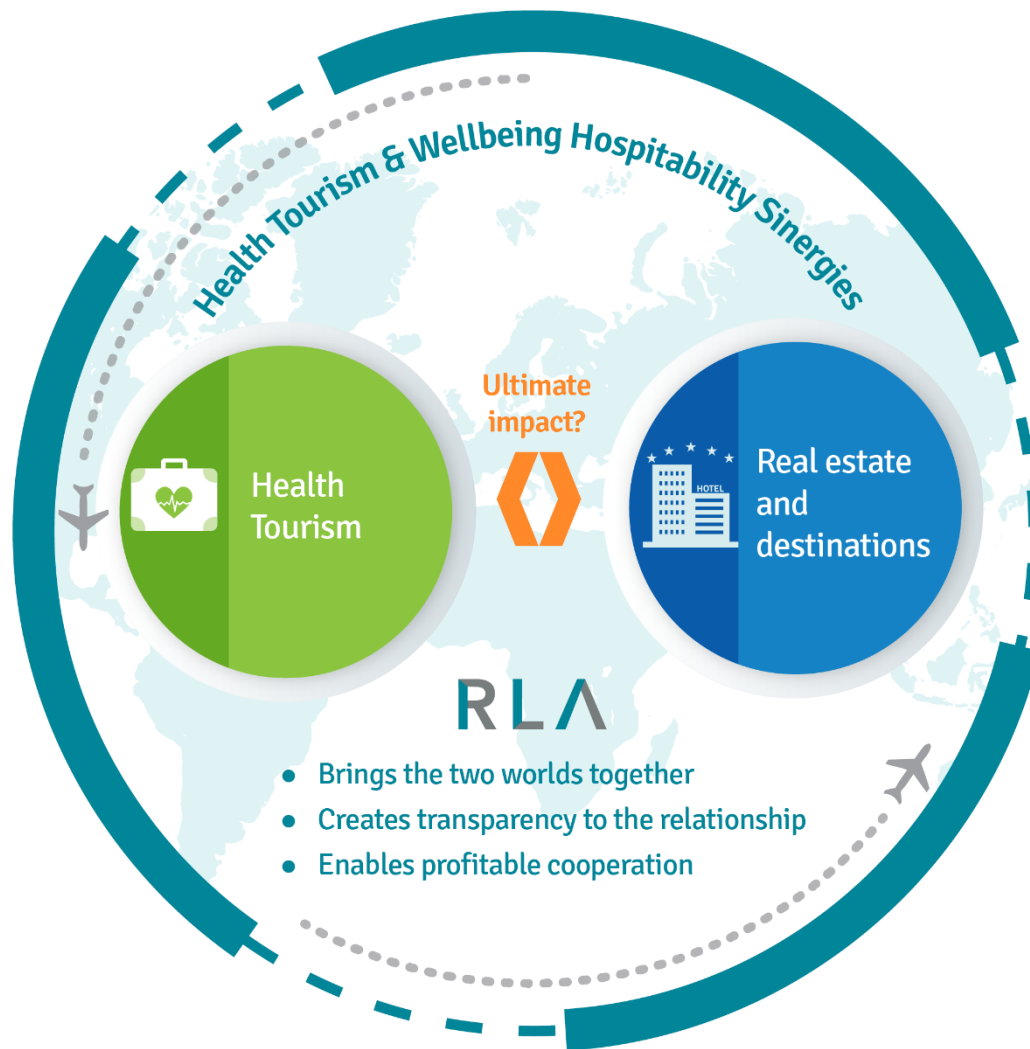 Health Tourism & Wellbeing Hospitability Sinergies
Ultimate
impact?
Health
Tourism
HOTEL
Real estate
and
destinations
RLA
• Brings the two worlds together
• Creates transparency to the relationship
• Enables profitable cooperation